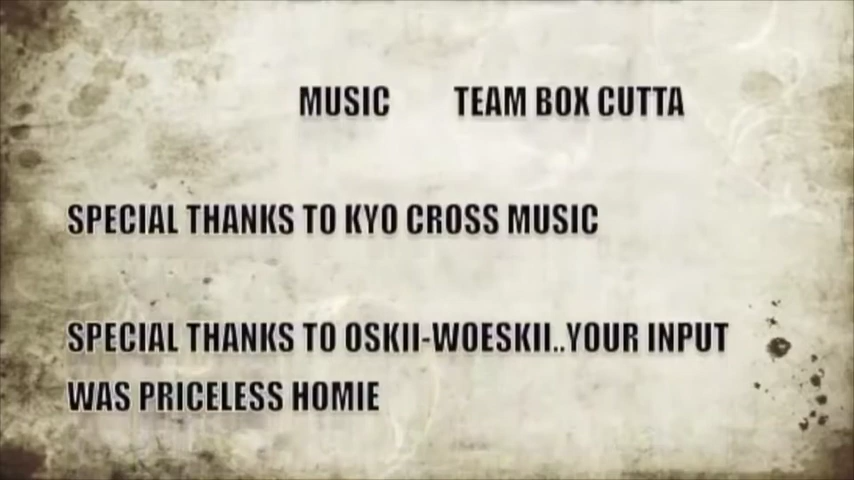 MUSIC TEAM BOX CUTTA
SPECIAL THANKS TO KYO CROSS MUSIC
SPECIAL THANKS TO OSKII-WOESKII..YOUR INPUT
WAS PRICELESS HOMIE